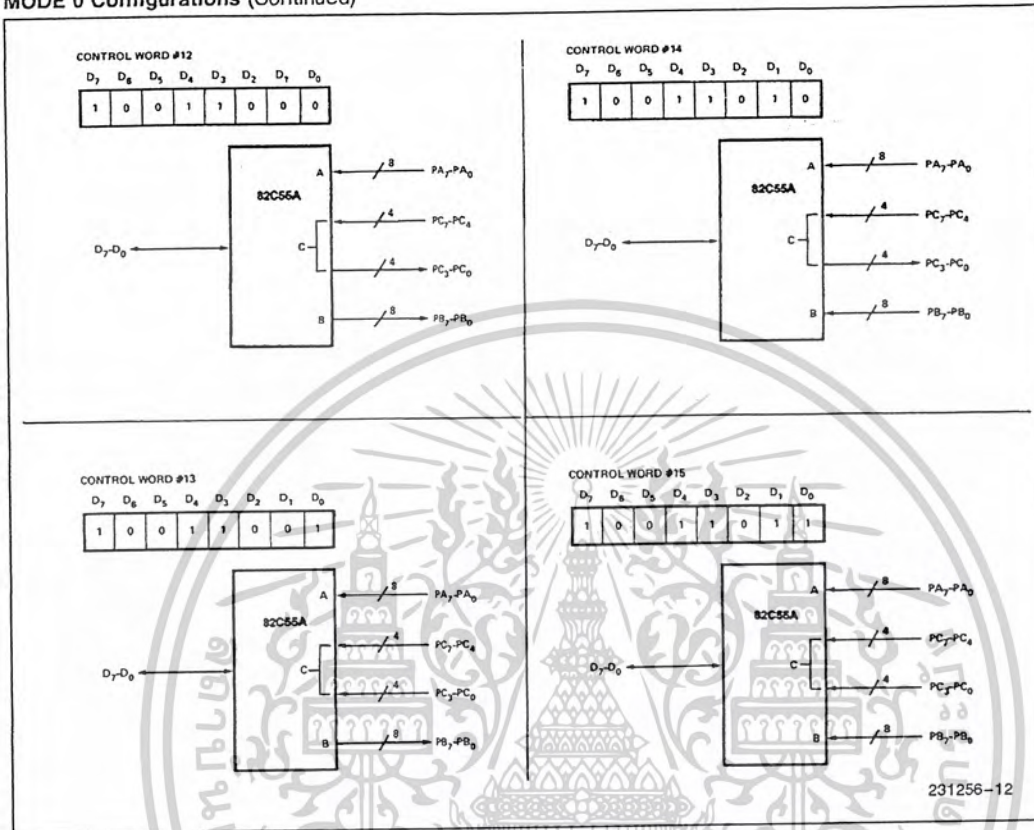 MODE 0 Configurations (Continued)
CONTROL WORD #12
D7 D6 D5 D4 D3 D2 D1 D0
1 0 0 1 1 0 0 0
82C55A
A
8
PA7-PA0
4
PC7-PC4
C
D7-D0
4
PC3-PC0
B
8
PB7-PB0
CONTROL WORD #14
D7 D6 D5 D4 D3 D2 D1 D0
1 0 0 1 1 0 1 0
82C55A
A
8
PA7-PA0
4
PC7-PC4
C
D7-D0
4
PC3-PC0
B
8
PB7-PB0
CONTROL WORD #13
D7 D6 D5 D4 D3 D2 D1 D0
1 0 0 1 1 0 0 1
82C55A
A
8
PA7-PA0
4
PC7-PC4
C
D7-D0
4
PC3-PC0
B
8
PB7-PB0
CONTROL WORD #15
D7 D6 D5 D4 D3 D2 D1 D0
1 0 0 1 1 0 1 1
82C55A
A
8
PA7-PA0
4
PC7-PC4
C
D7-D0
4
PC3-PC0
B
8
PB7-PB0
231256-12